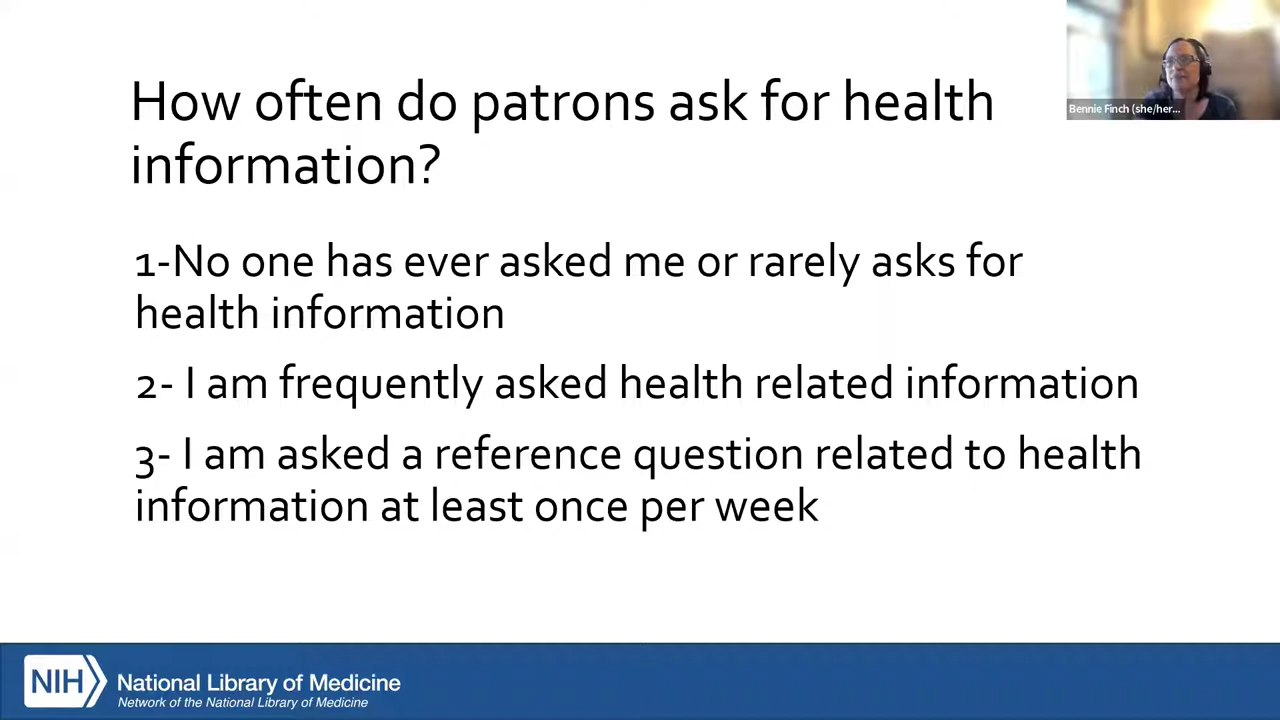 How often do patrons ask for health
information?
Bennie Finch (she/her...
1-No one has ever asked me or rarely asks for
health information
2- I am frequently asked health related information
3- I am asked a reference question related to health
information at least once per week
NIH
National Library of Medicine
Network of the National Library of Medicine